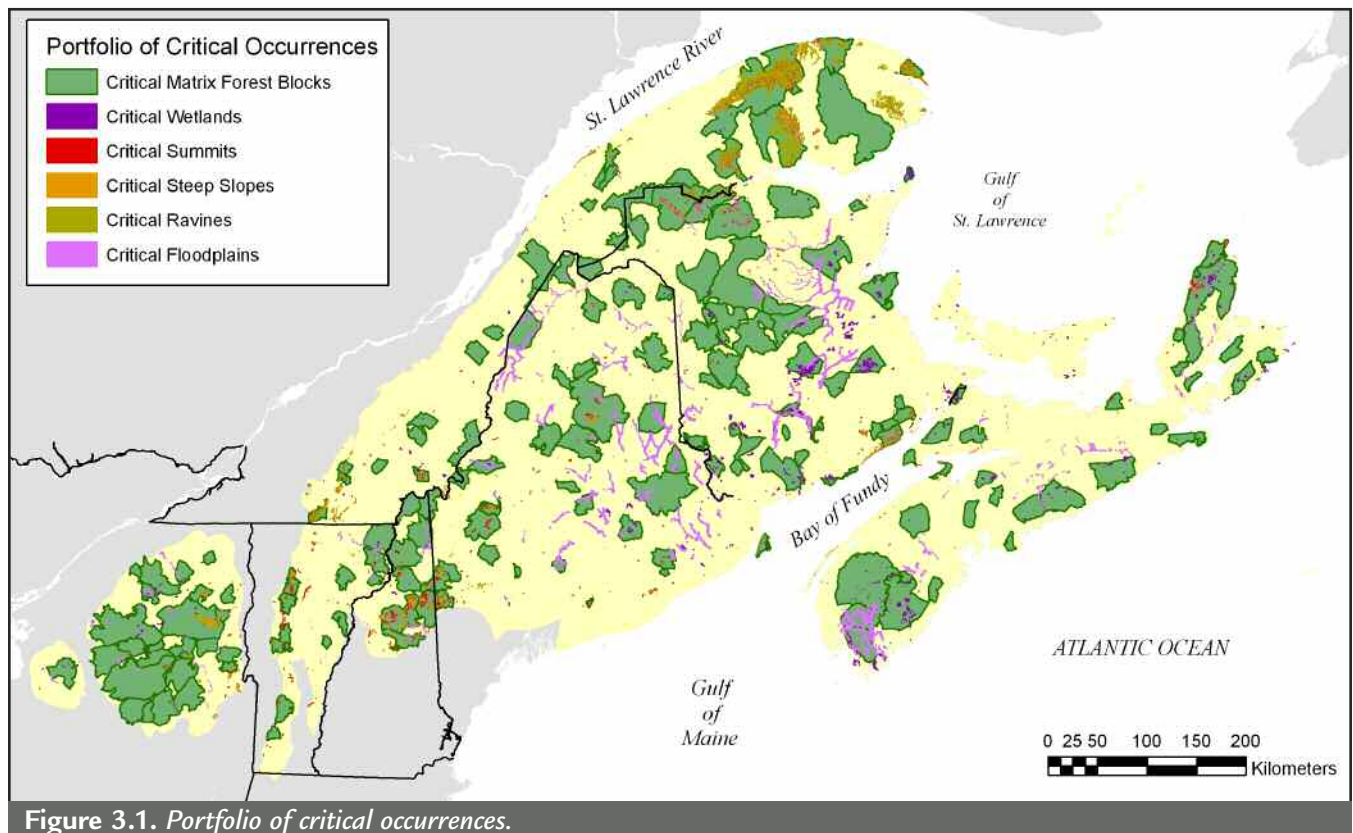 Portfolio of Critical Occurrences
Critical Matrix Forest Blocks
Critical Wetlands
Critical Summits
Critical Steep Slopes
Critical Ravines
Critical Floodplains
St. Lawrence River
Gulf
of
St. Lawrence
Bay of Fundy
ATLANTIC OCEAN
Gulf
of
Maine
0 25 50 100 150 200
Kilometers
Figure 3.1. Portfolio of critical occurrences.